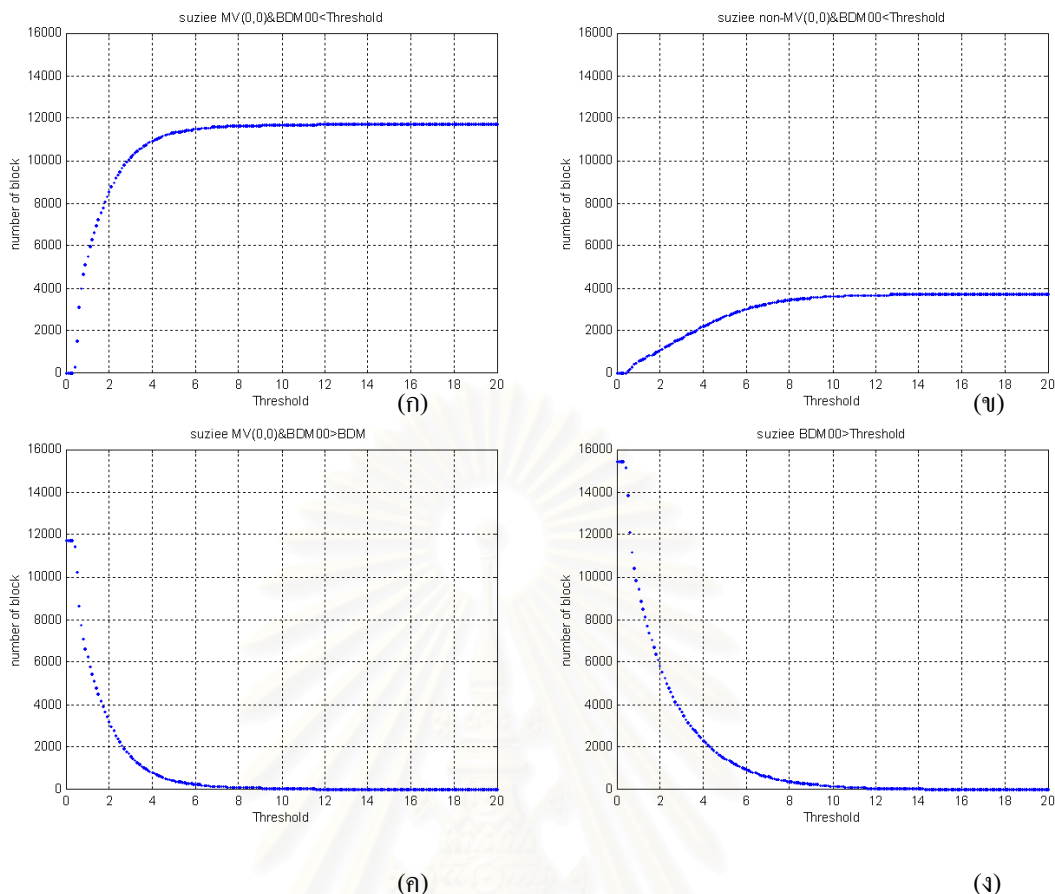 suziee MV(0,0)&BDM00<Threshold
16000
14000
12000
10000
8000
6000
4000
2000
0
number of block
0 2 4 6 8 10 12 14 16 18 20
Threshold
(ก)
suziee non-MV(0,0)&BDM00<Threshold
16000
14000
12000
10000
8000
6000
4000
2000
0
number of block
0 2 4 6 8 10 12 14 16 18 20
Threshold
(ข)
suziee MV(0,0)&BDM00>BDM
16000
14000
12000
10000
8000
6000
4000
2000
0
number of block
0 2 4 6 8 10 12 14 16 18 20
Threshold
(ค)
suziee BDM00>Threshold
16000
14000
12000
10000
8000
6000
4000
2000
0
number of block
0 2 4 6 8 10 12 14 16 18 20
Threshold
(ง)